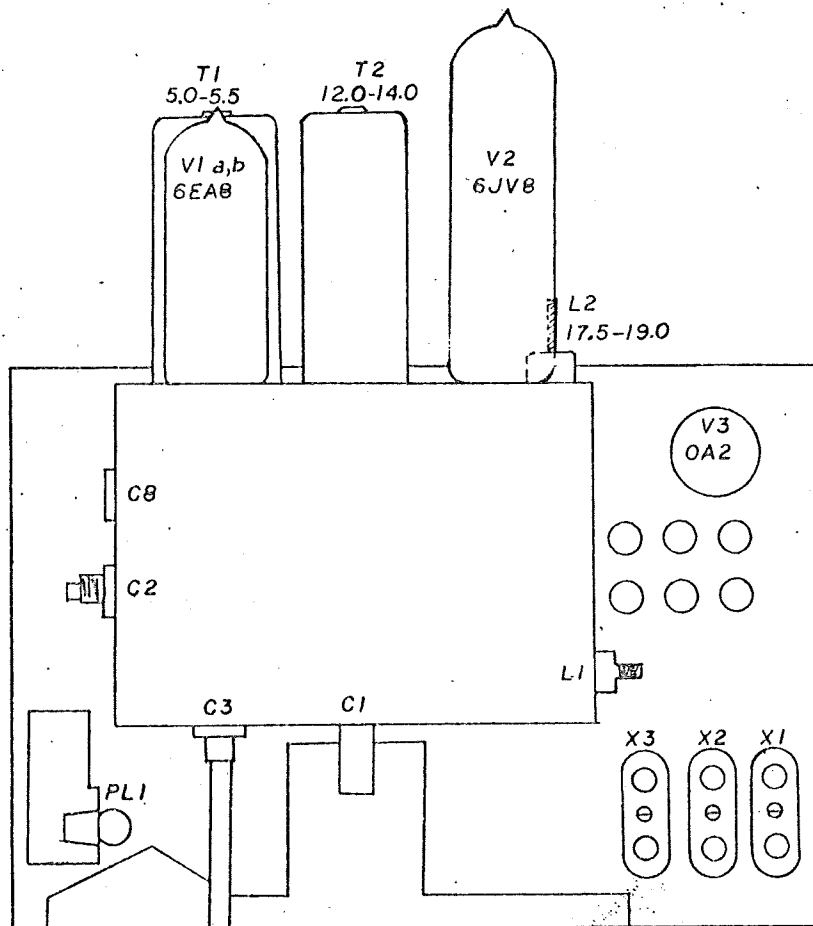 T1
5.0-5.5
T2
12.0-14.0
V1 a,b
6EA8
V2
6JV8
L2
17.5-19.0
V3
OA2
C8
C2
L1
C3
C1
X3
X2
X1
PL1